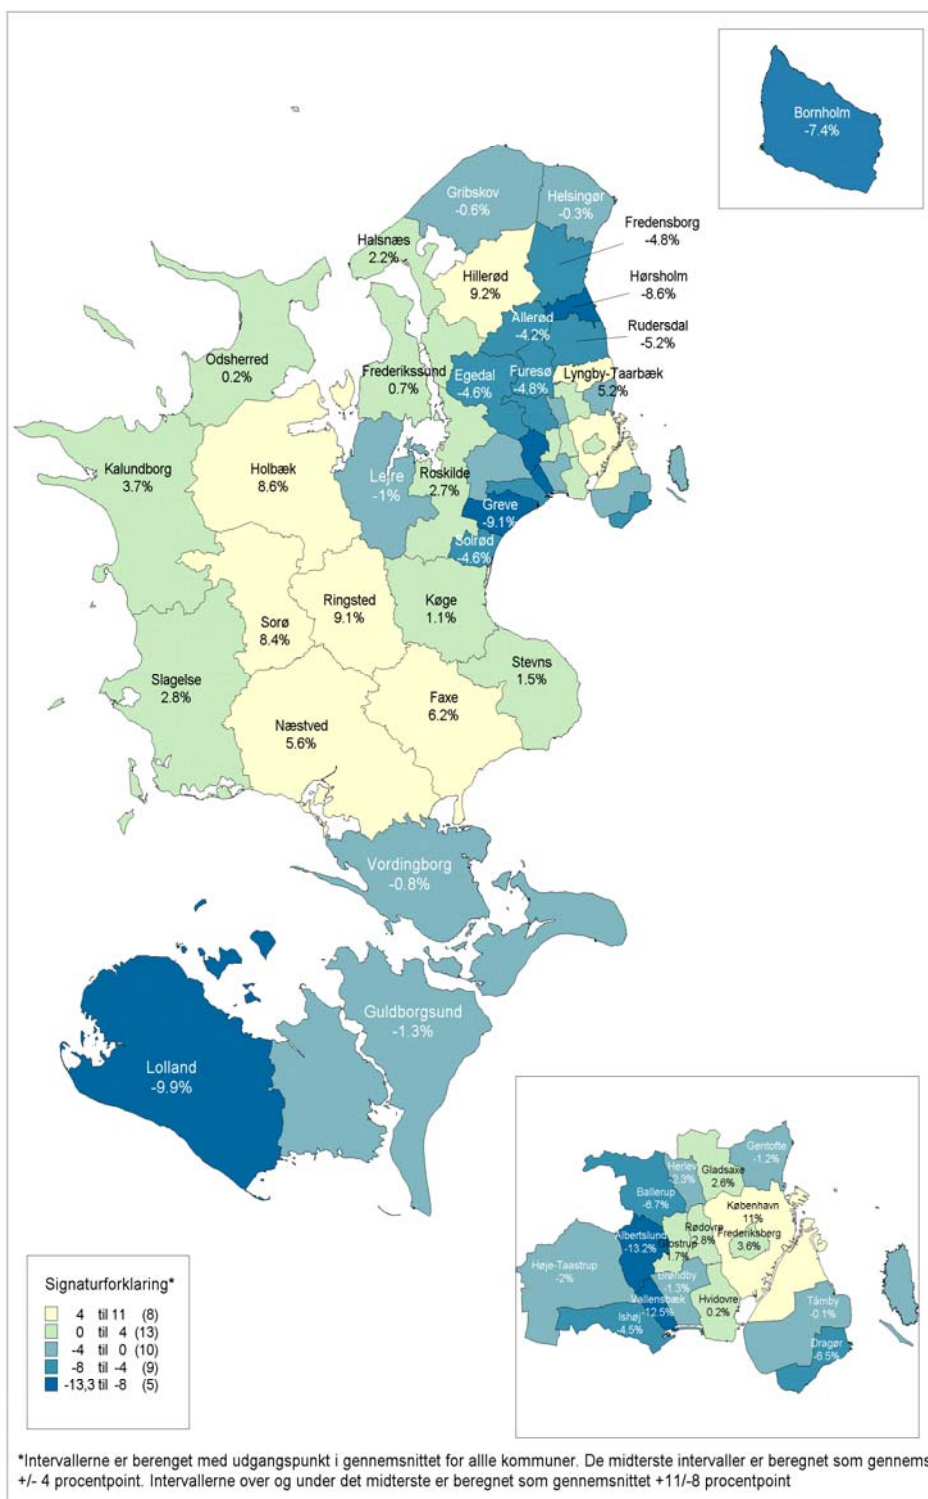 Bornholm
-7.4%
Gribskov
-0.6%
Helsingør
-0.3%
Fredensborg
-4.8%
Halsnæs
2.2%
Hillerød
9.2%
Hørsholm
-8.6%
Allerød
-4.2%
Rudersdal
-5.2%
Odsherred
0.2%
Frederikssund
0.7%
Egedal
-4.6%
Furesø
-4.8%
Lyngby-Taarbæk
5.2%
Kalundborg
3.7%
Holbæk
8.6%
Lejre
-1%
Roskilde
2.7%
Greve
-9.1%
Solrød
-4.6%
Ringsted
9.1%
Køge
1.1%
Sorø
8.4%
Stevns
1.5%
Slagelse
2.8%
Faxe
6.2%
Næstved
5.6%
Vordingborg
-0.8%
Guldborgsund
-1.3%
Lolland
-9.9%
Gentofte
-1.2%
Herlev
-2.3%
Gladsaxe
2.6%
Ballerup
-6.7%
København
11%
Rødovre
2.8%
Frederiksberg
3.6%
Albertslund
-13.2%
Glostrup
1.7%
Høje-Taastrup
-2%
Brøndby
-1.3%
Vallensbæk
-12.5%
Hvidovre
0.2%
Ishøj
-4.5%
Tårnby
-0.1%
Dragør
-6.5%
Signaturforklaring*
4 til 11 (8)
0 til 4 (13)
-4 til 0 (10)
-8 til -4 (9)
-13,3 til -8 (5)
*Intervallerne er berenget med udgangspunkt i gennemsnittet for allle kommuner. De midterste intervaller er beregnet som gennems
+/- 4 procentpoint. Intervallerne over og under det midterste er beregnet som gennemsnittet +11/-8 procentpoint